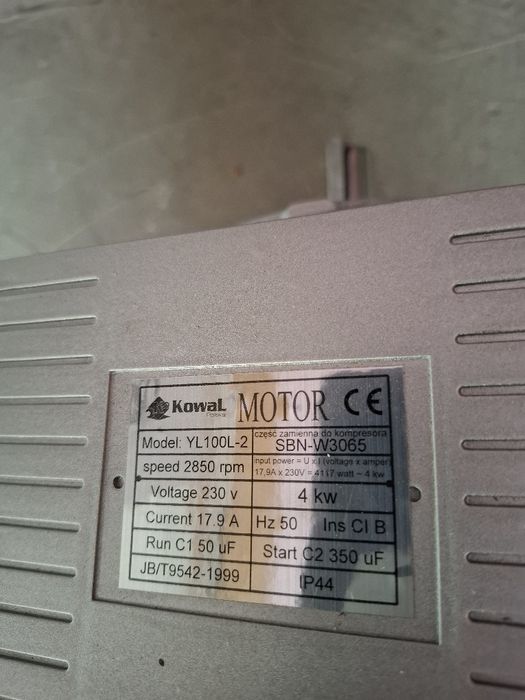 Kowal MOTOR CE
Polska
Model: YL100L-2
część zamienna do kompresora
SBN-W3065
speed 2850 rpm
input power = U x I (voltage x amper)
17,9A x 230V = 4117 watt ~ 4 kw
Voltage 230 v
4 kw
Current 17.9 A
Hz 50 Ins Cl B
Run C1 50 uF
Start C2 350 uF
JB/T9542-1999
IP44